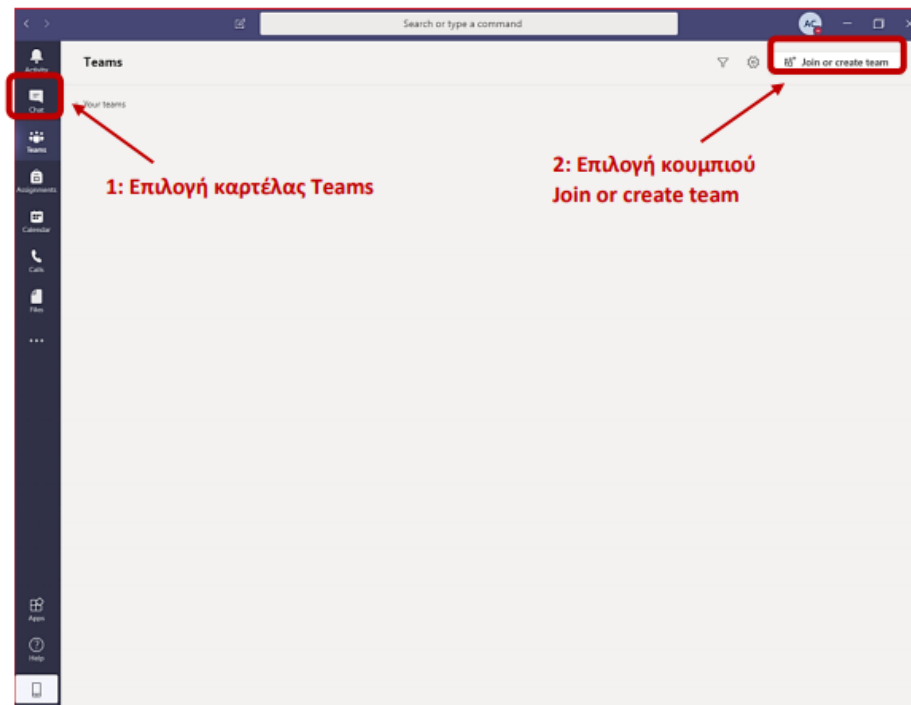 Search or type a command
AC
Activity
Teams
Join or create team
Chat
Your teams
Teams
1: Επιλογή καρτέλας Teams
2: Επιλογή κουμπιού
Join or create team
Assignments
Calendar
Calls
Files
Apps
Help